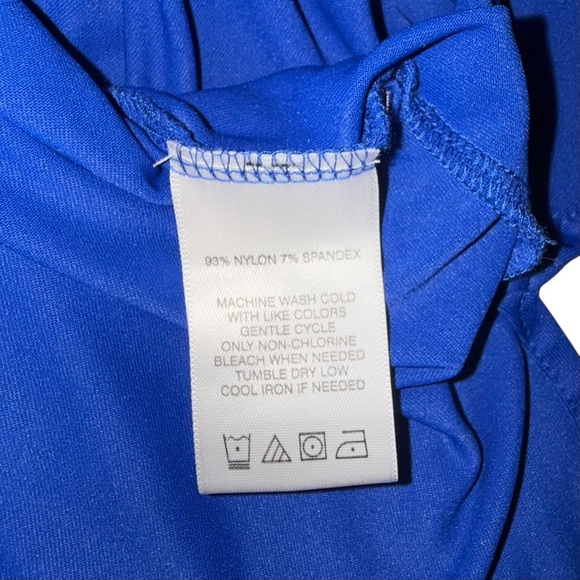 93% NYLON 7% SPANDEX
MACHINE WASH COLD
WITH LIKE COLORS
GENTLE CYCLE
ONLY NON-CHLORINE
BLEACH WHEN NEEDED
TUMBLE DRY LOW
COOL IRON IF NEEDED